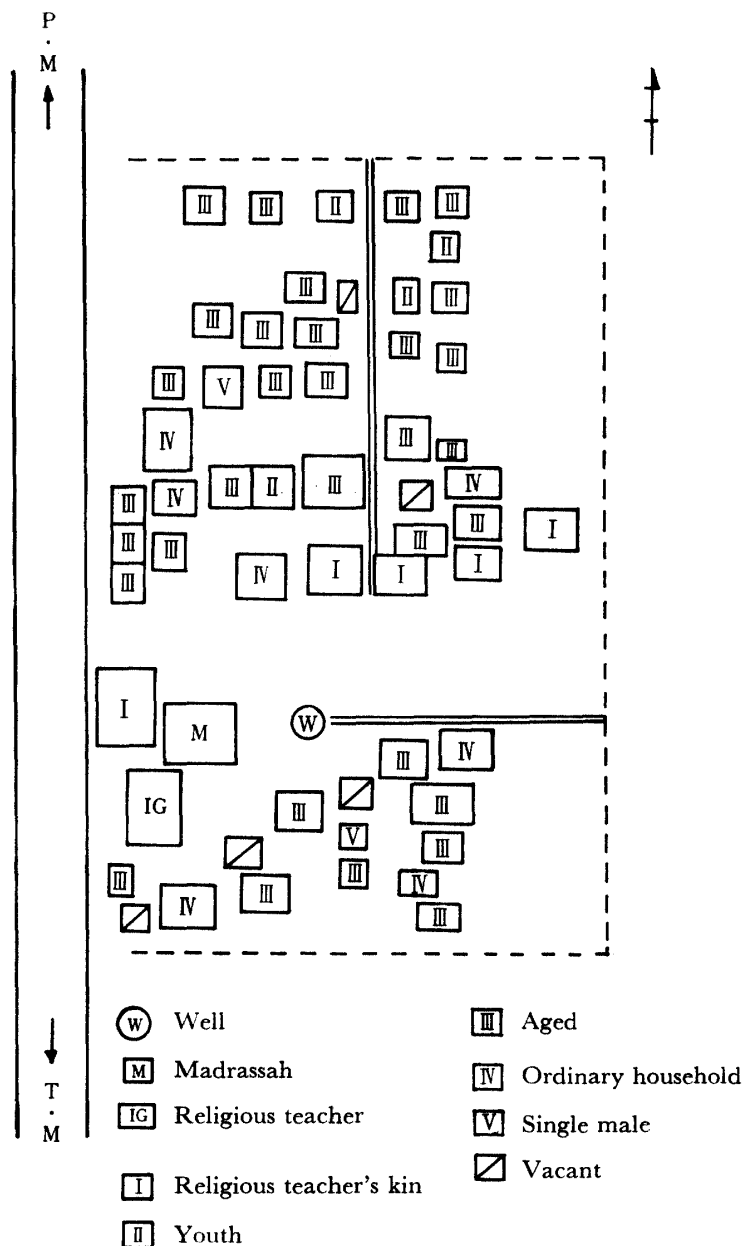 P
·
M
III III II III III
II
III II III
III III III III
III
III V III III
IV III
III
IV
III IV III II III III
III III I
III III
IV I I I
III
I
M W
IV
III
IG III
III
V
III III
III IV
IV III
III
W Well
M Madrassah
IG Religious teacher
I Religious teacher's kin
II Youth
III Aged
IV Ordinary household
V Single male
Vacant
T
·
M